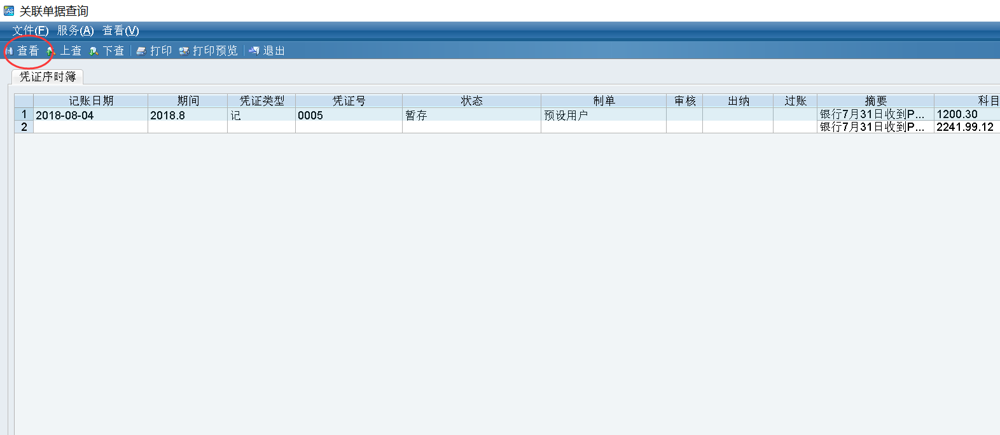 EAS 关联单据查询
文件(F) 服务(A) 查看(V)
查看 上查 下查 打印 打印预览 退出
凭证序时簿
记账日期 期间 凭证类型 凭证号 状态 制单 审核 出纳 过账 摘要 科目
1 2018-08-04 2018.8 记 0005 暂存 预设用户 银行7月31日收到P... 1200.30
2 银行7月31日收到P... 2241.99.12